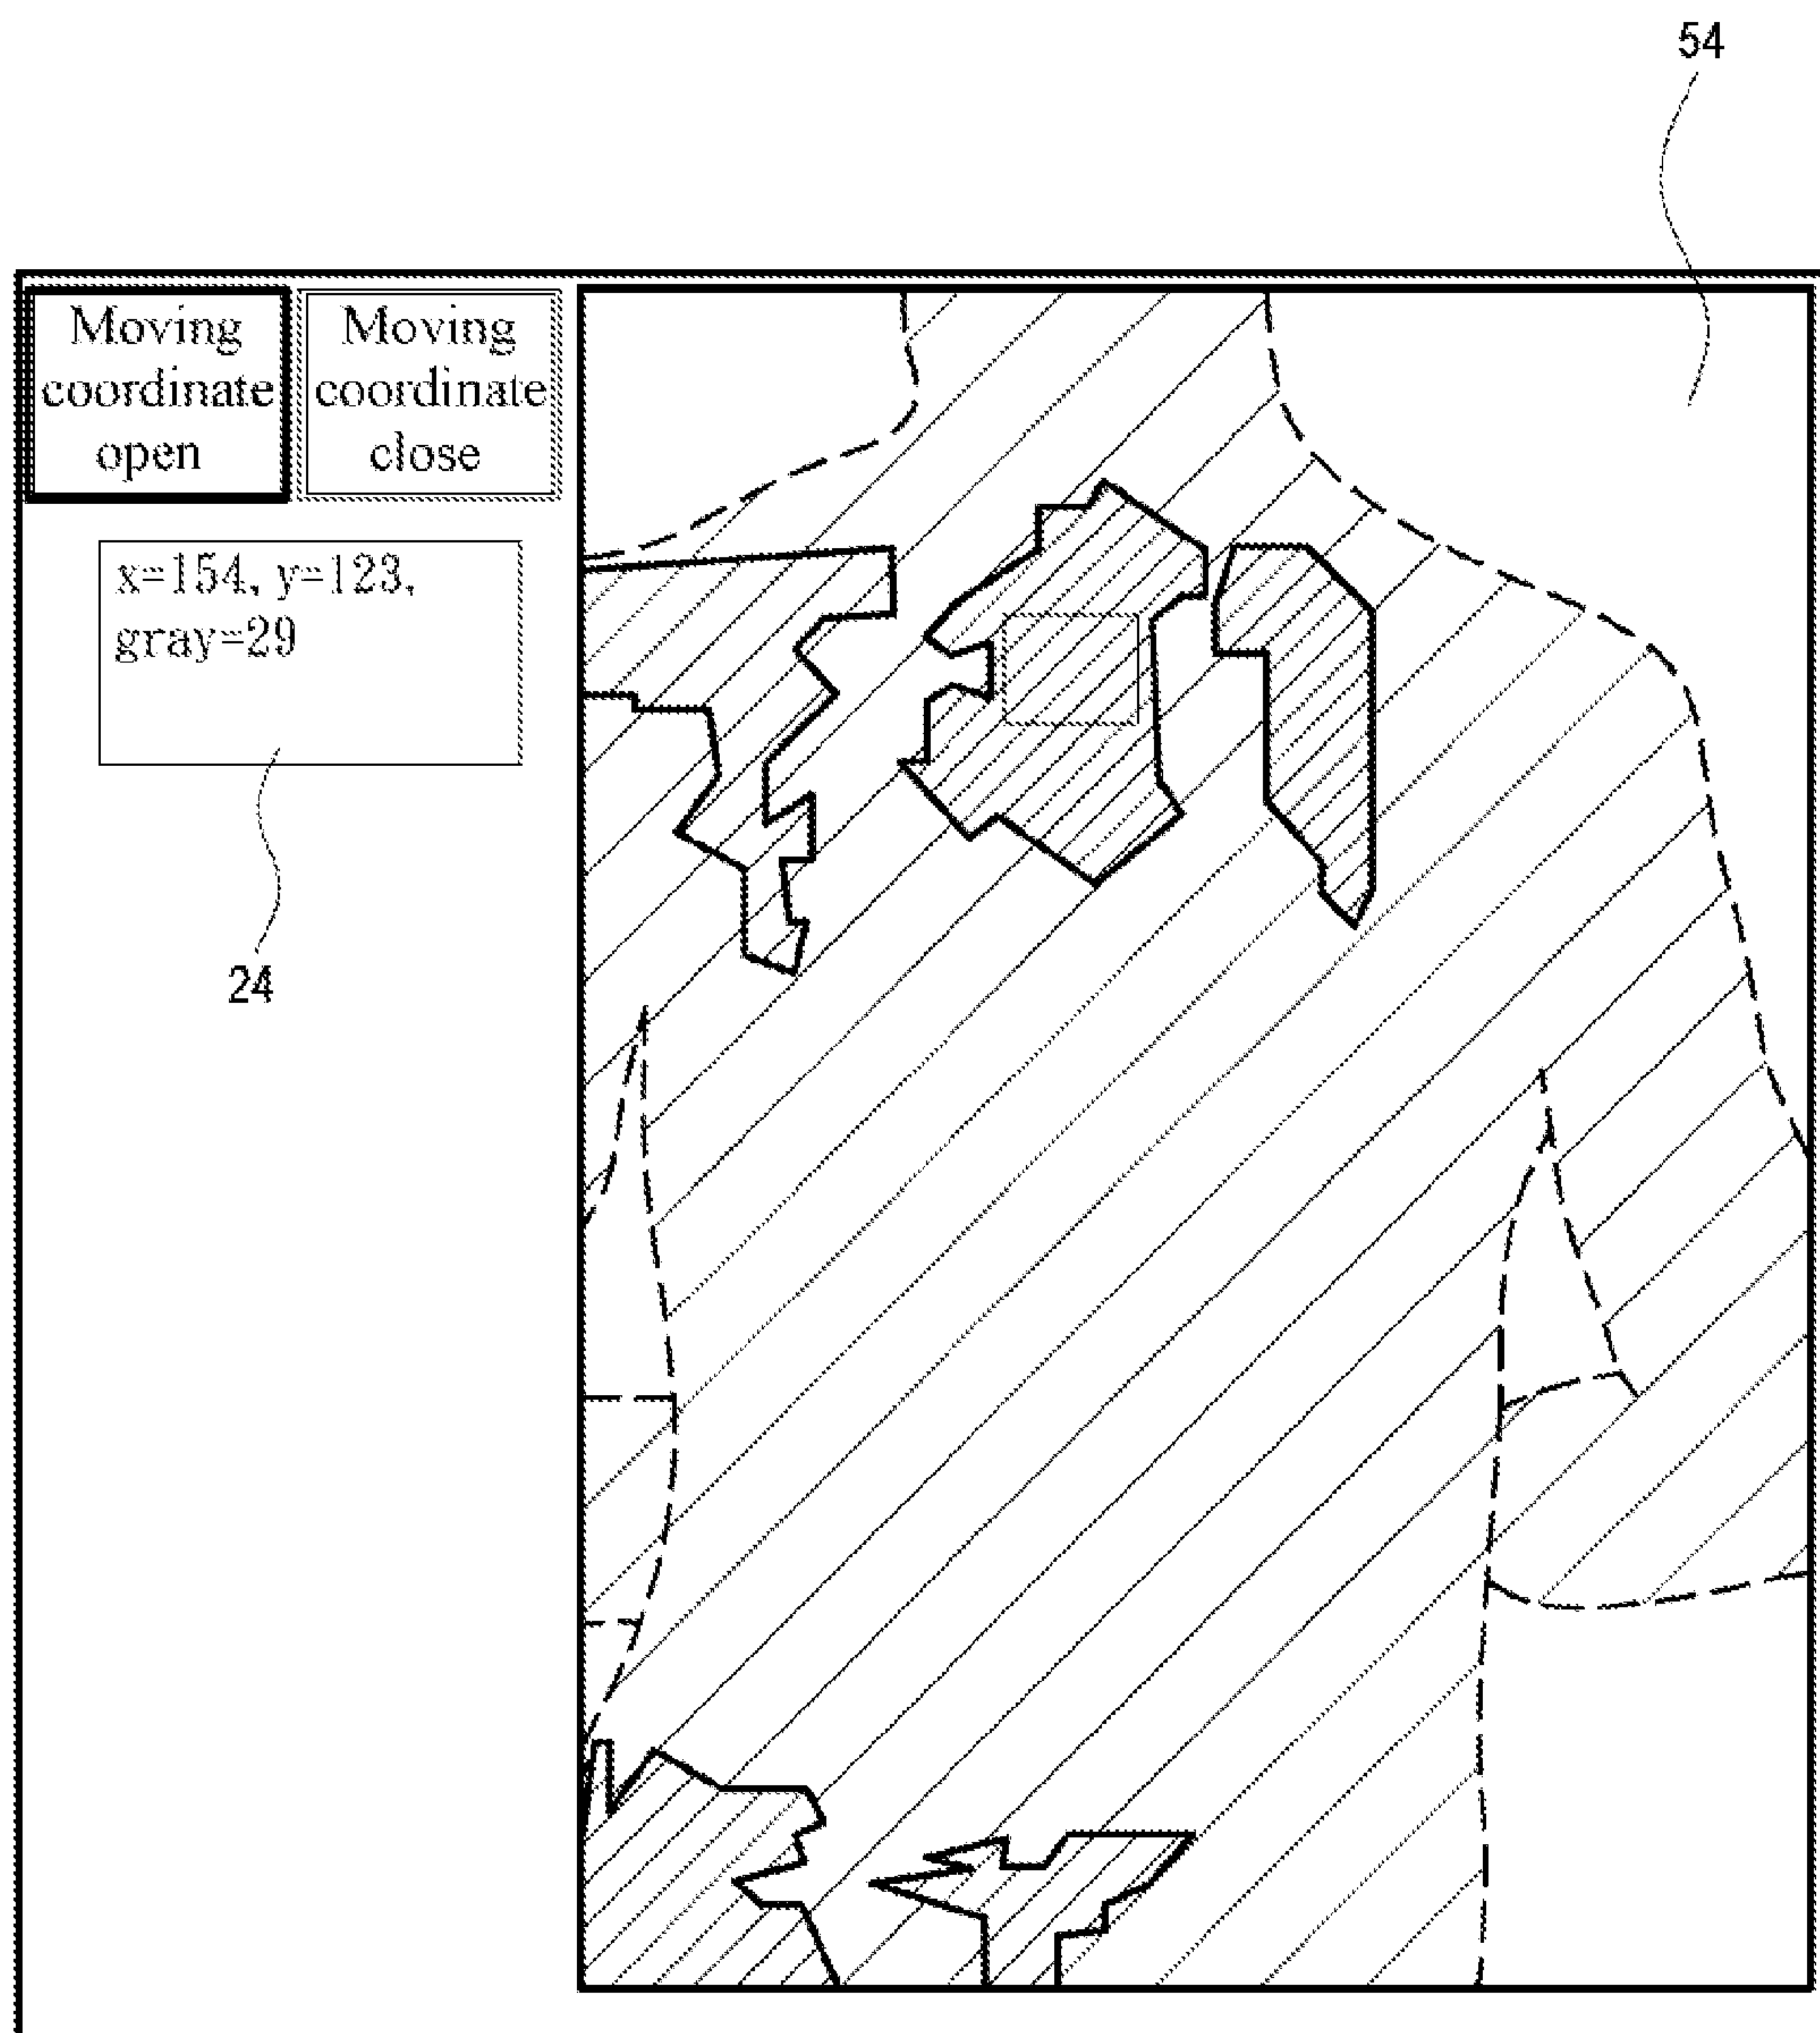 54
Moving
coordinate
open
Moving
coordinate
close
x=154, y=123,
gray=29
24